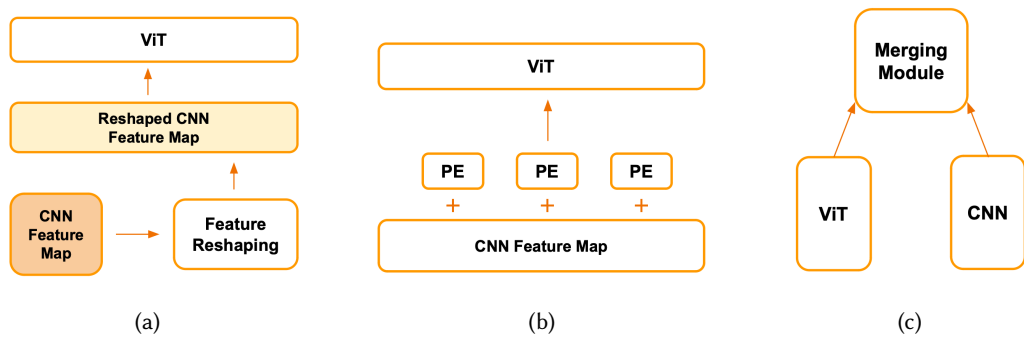 ViT
Reshaped CNN
Feature Map
CNN
Feature
Map
Feature
Reshaping
(a)
ViT
PE PE PE
+ + +
CNN Feature Map
(b)
Merging
Module
ViT
CNN
(c)